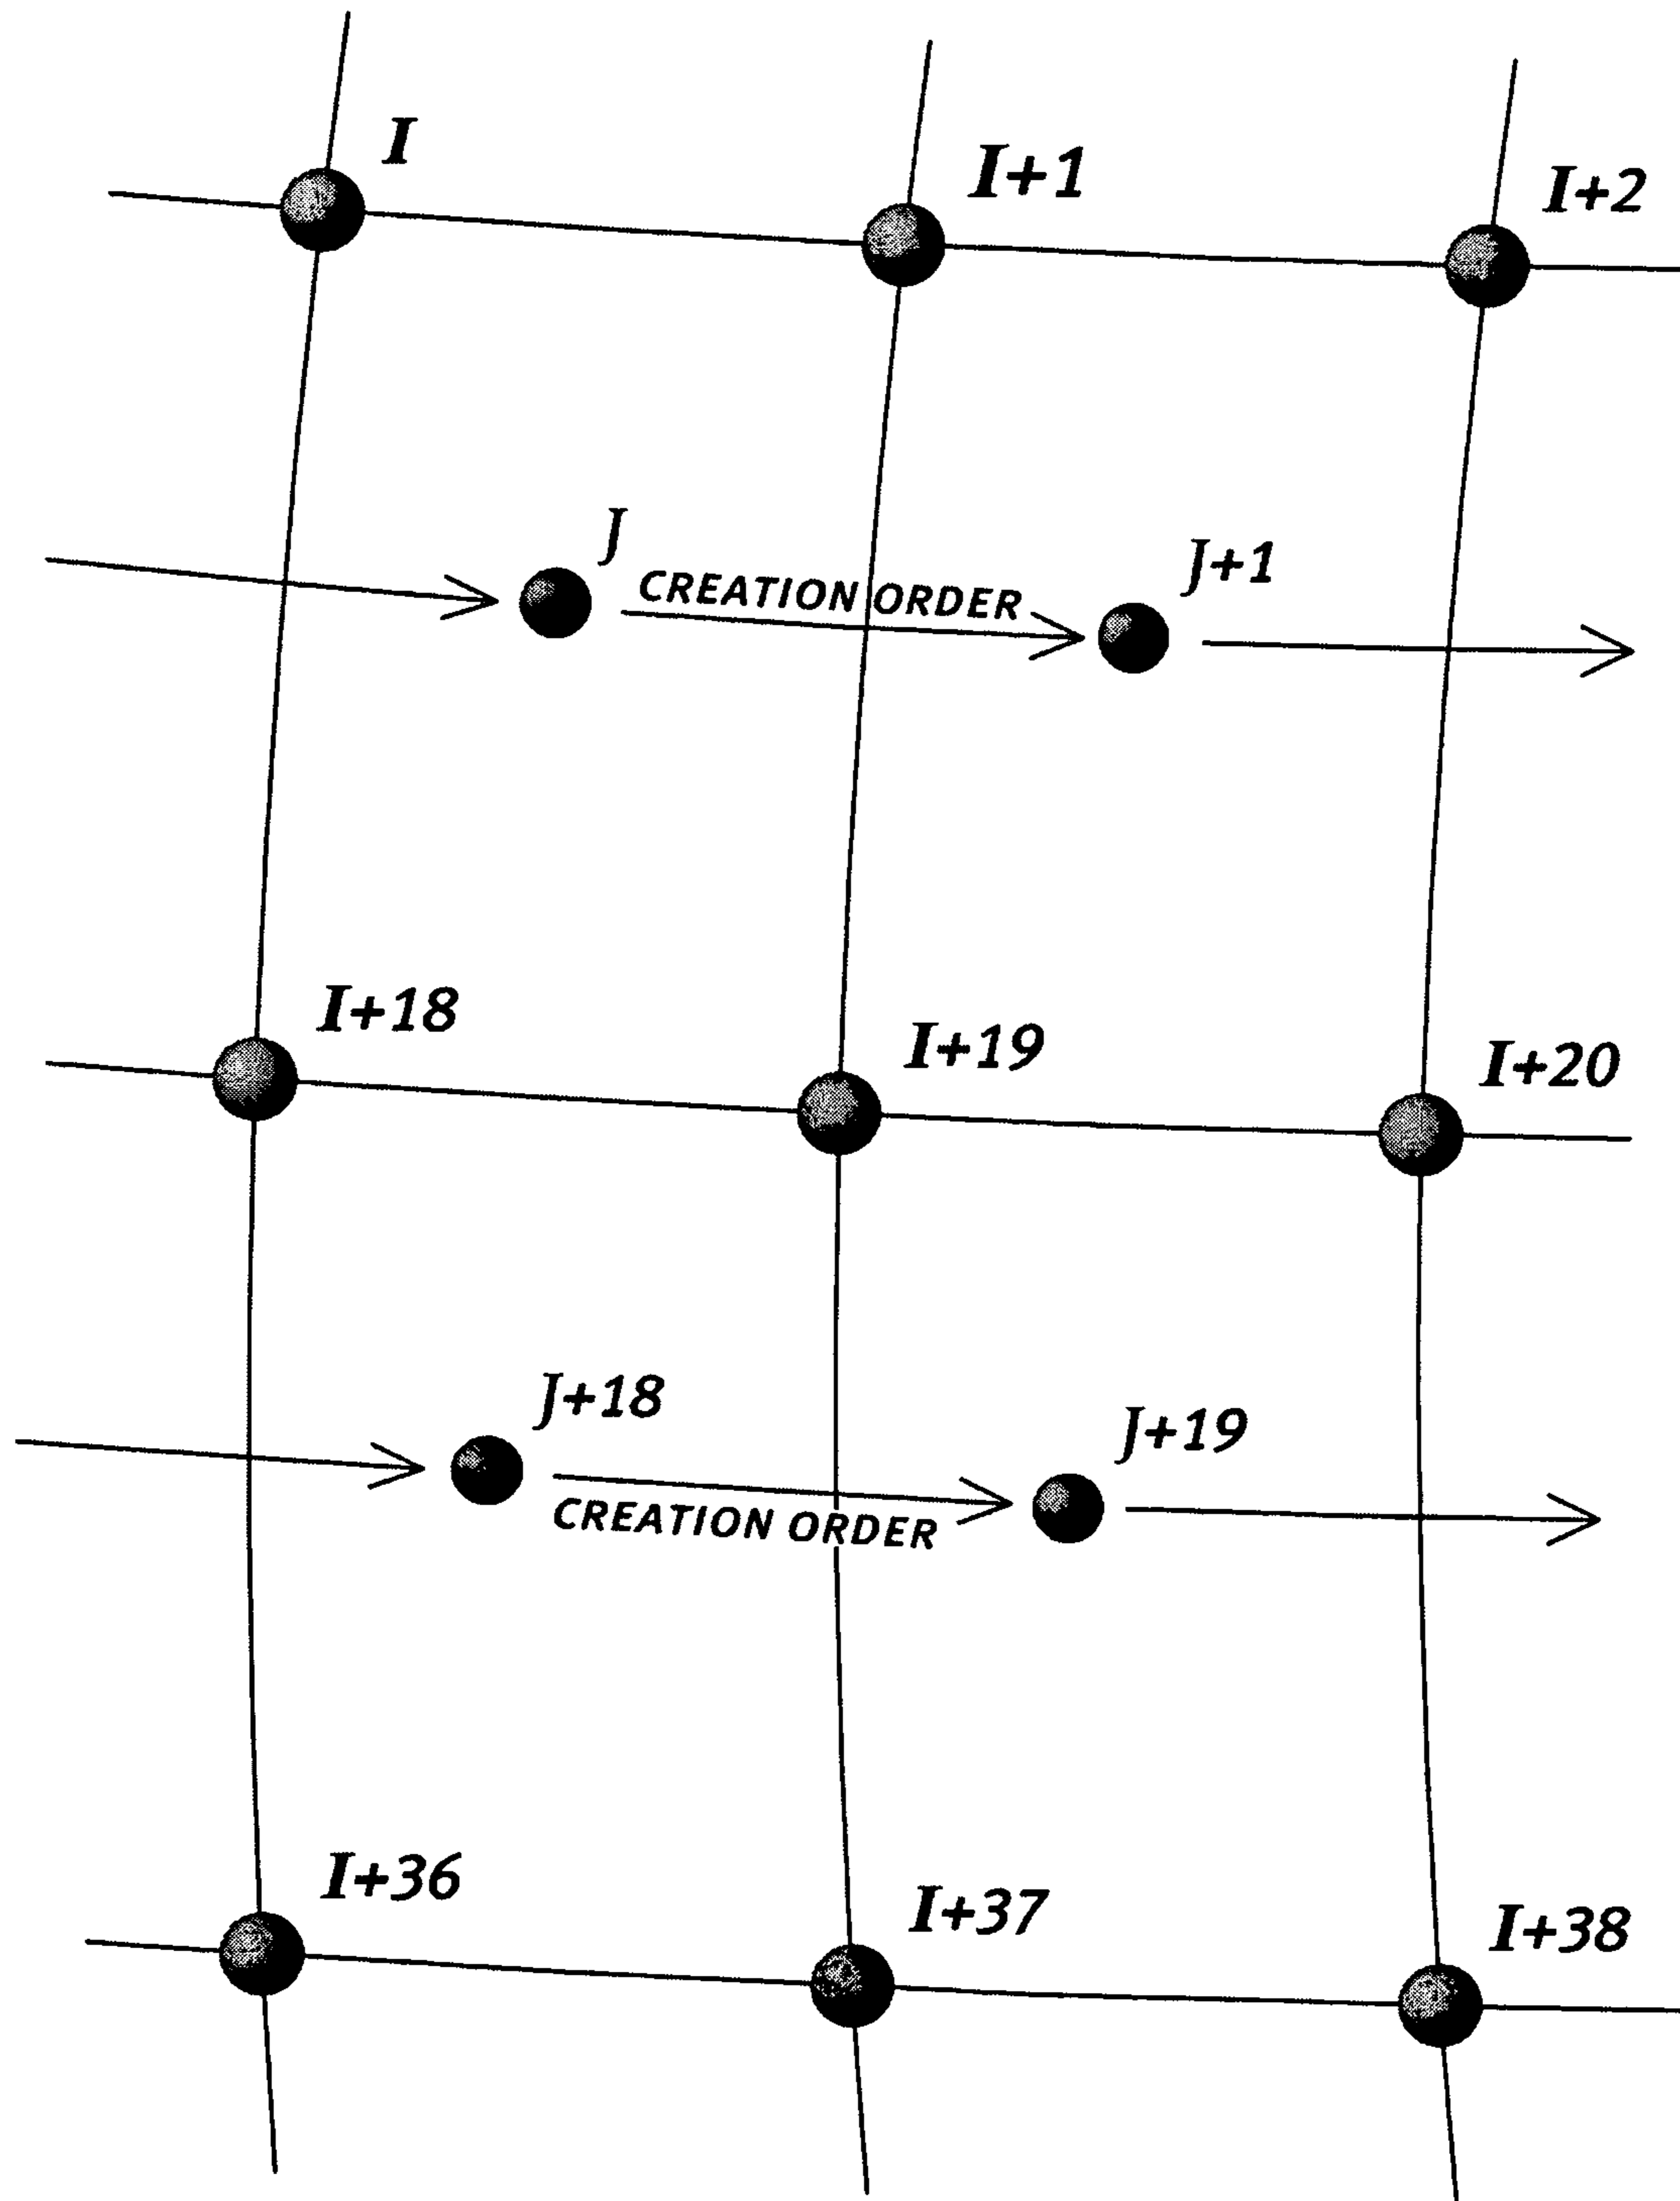 I
I+1
I+2
J
CREATION ORDER
J+1
I+18
I+19
I+20
J+18
CREATION ORDER
J+19
I+36
I+37
I+38